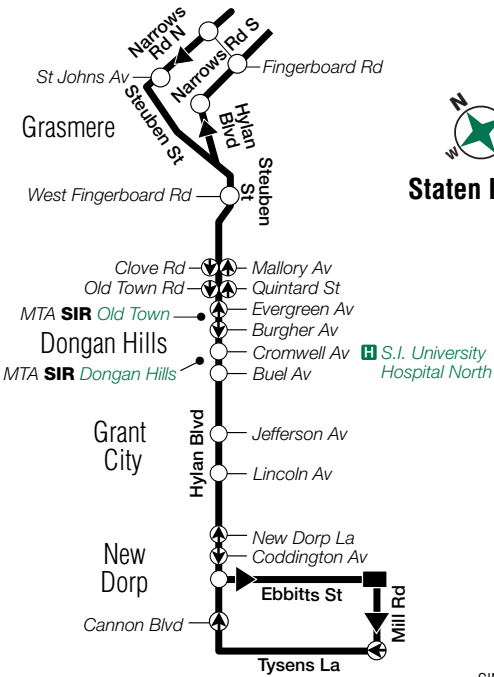 Narrows
Rd N
Narrows Rd S
St Johns Av
Fingerboard Rd
Steuben St
Hylan
Blvd
Grasmere
N
W
Staten
West Fingerboard Rd
Steuben
St
Clove Rd
Mallory Av
Old Town Rd
Quintard St
MTA SIR Old Town
Evergreen Av
Burgher Av
Dongan Hills
Cromwell Av
H S.I. University
Hospital North
MTA SIR Dongan Hills
Buel Av
Grant
City
Jefferson Av
Hylan Blvd
Lincoln Av
New Dorp La
Coddington Av
New
Dorp
Ebbitts St
Mill Rd
Cannon Blvd
Tysens La